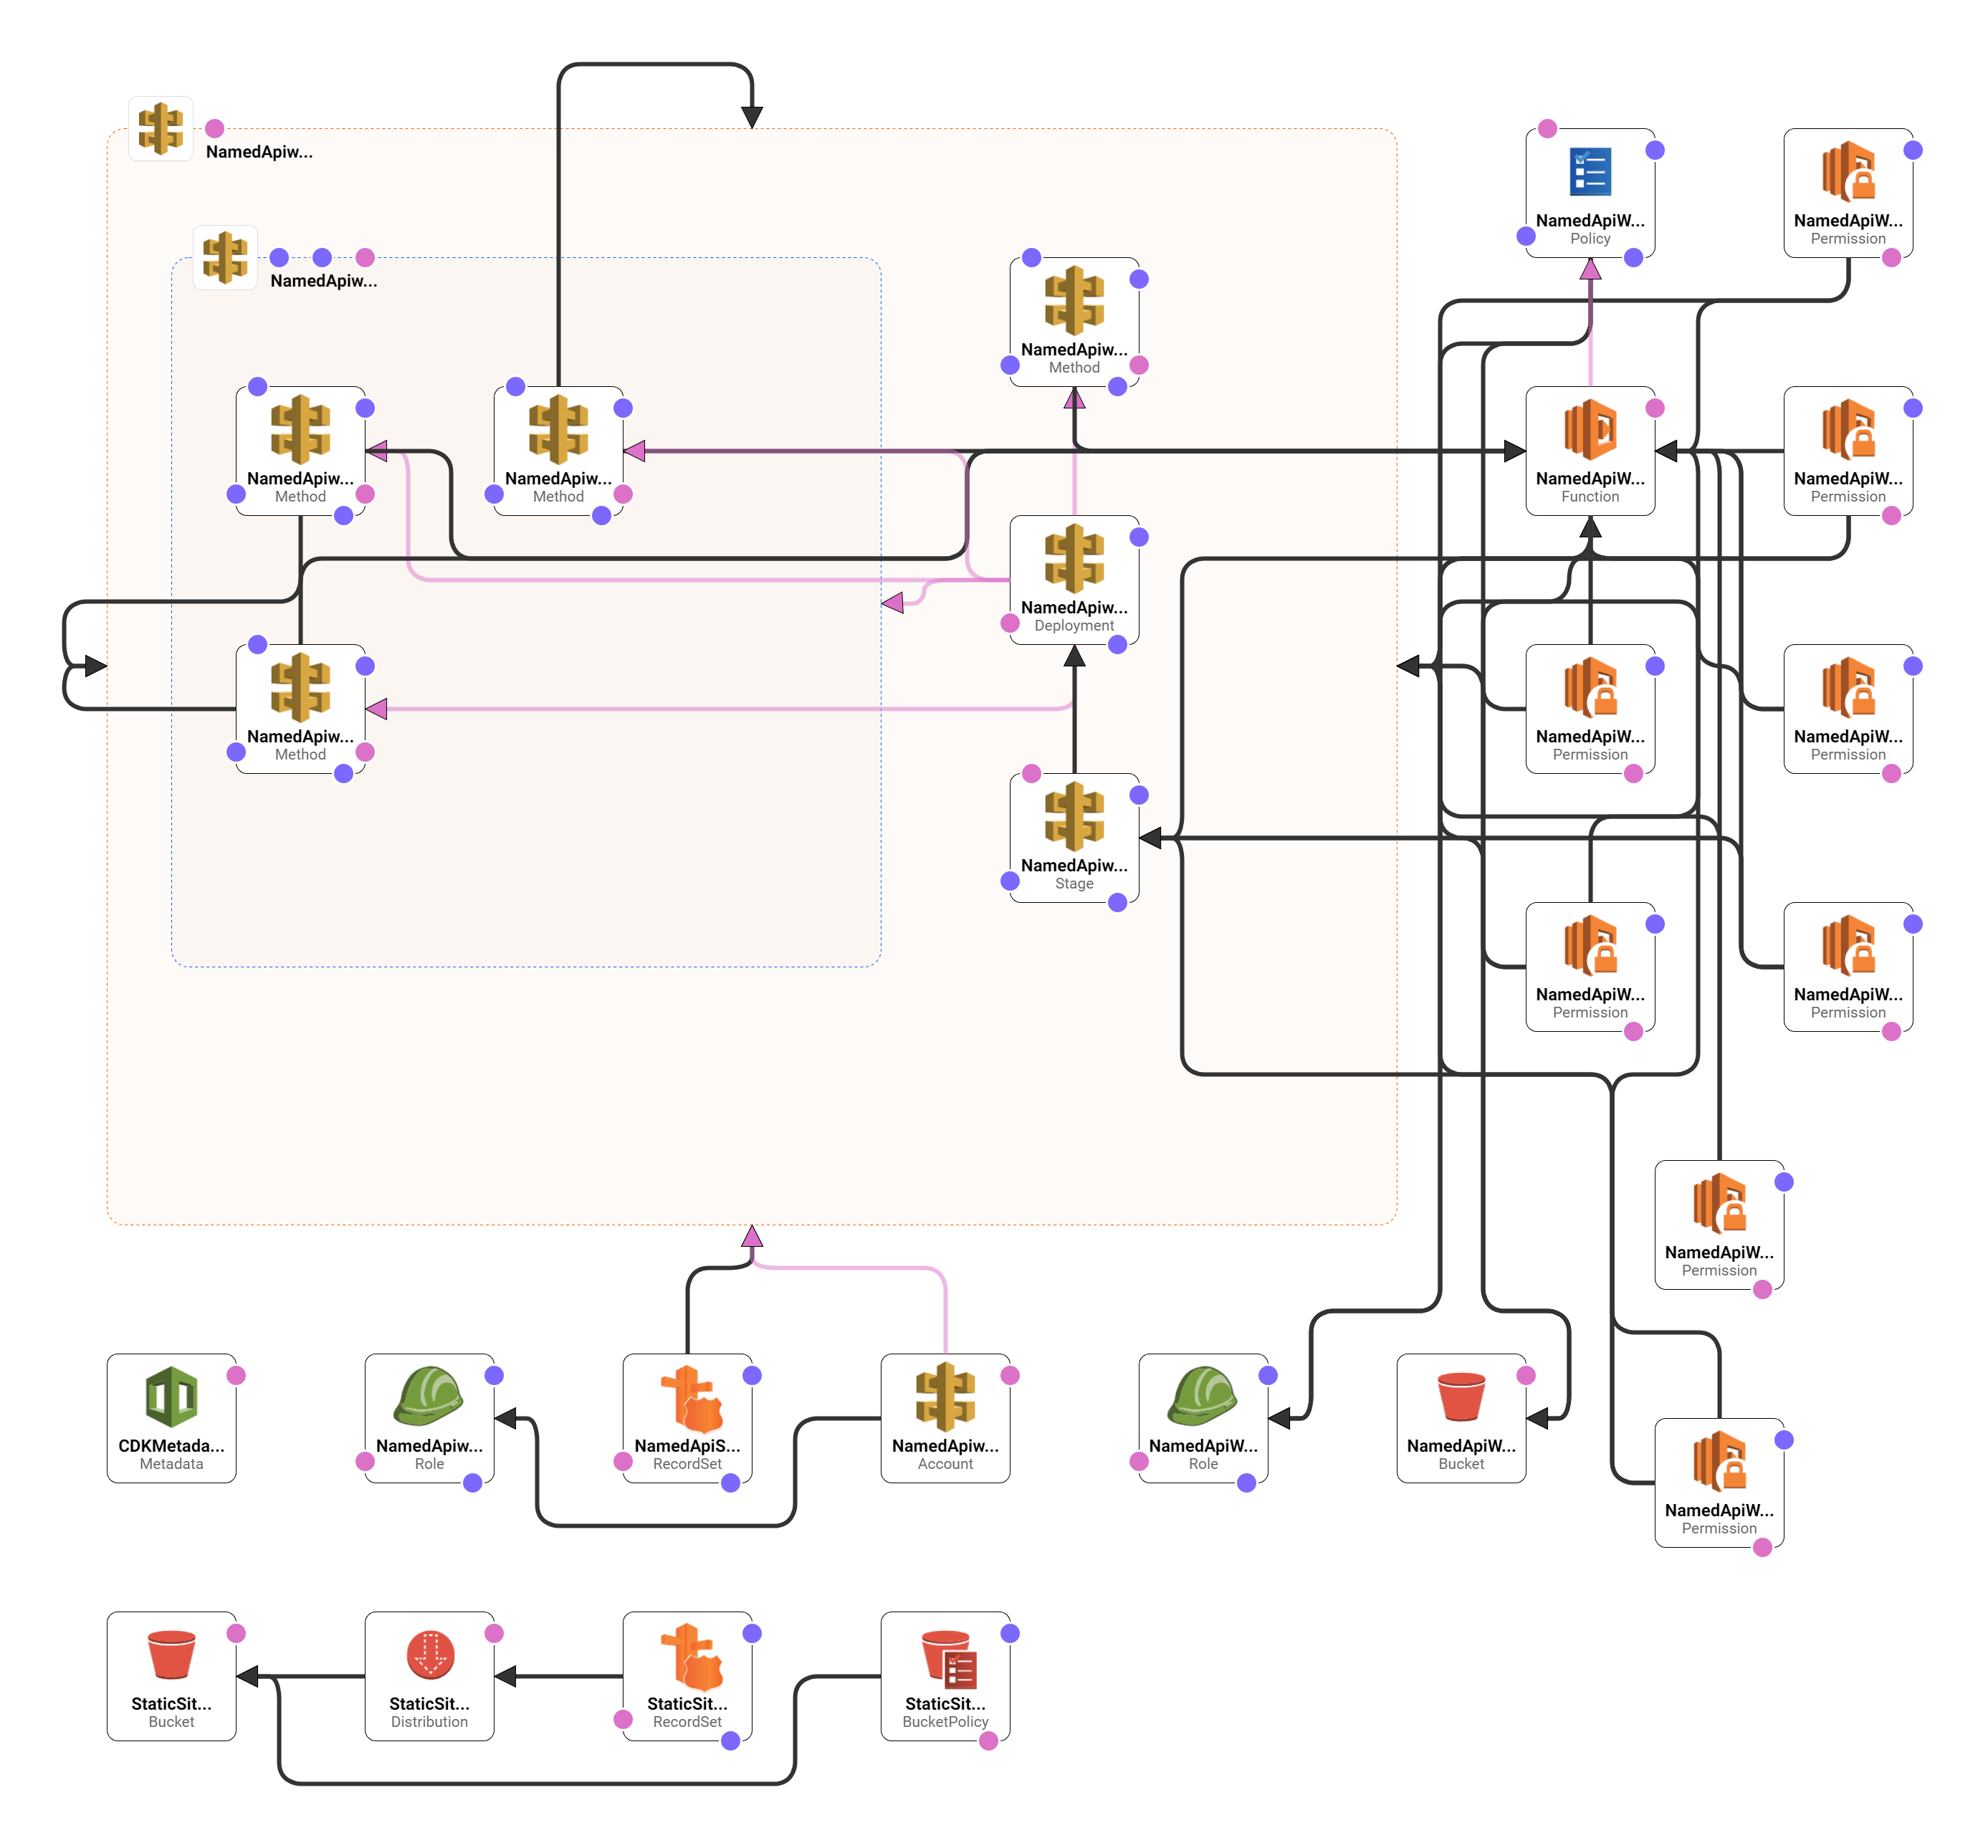 NamedApiw...
NamedApiW...
Policy
NamedApiW...
Permission
NamedApiw...
NamedApiw...
Method
NamedApiw...
Method
NamedApiw...
Method
NamedApiW...
Function
NamedApiW...
Permission
NamedApiw...
Deployment
NamedApiw...
Method
NamedApiW...
Permission
NamedApiW...
Permission
NamedApiw...
Stage
NamedApiW...
Permission
NamedApiW...
Permission
NamedApiW...
Permission
CDKMetada...
Metadata
NamedApiw...
Role
NamedApiS...
RecordSet
NamedApiw...
Account
NamedApiW...
Role
NamedApiW...
Bucket
NamedApiW...
Permission
StaticSit...
Bucket
StaticSit...
Distribution
StaticSit...
RecordSet
StaticSit...
BucketPolicy